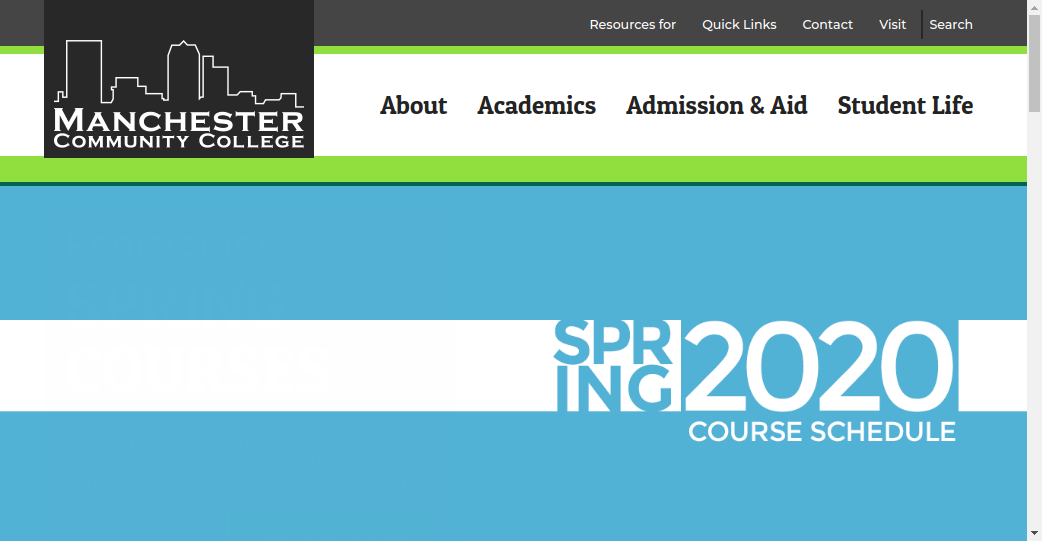 Resources for Quick Links Contact Visit Search
MANCHESTER
COMMUNITY COLLEGE
About Academics Admission & Aid Student Life
SPRING 2020
COURSE SCHEDULE